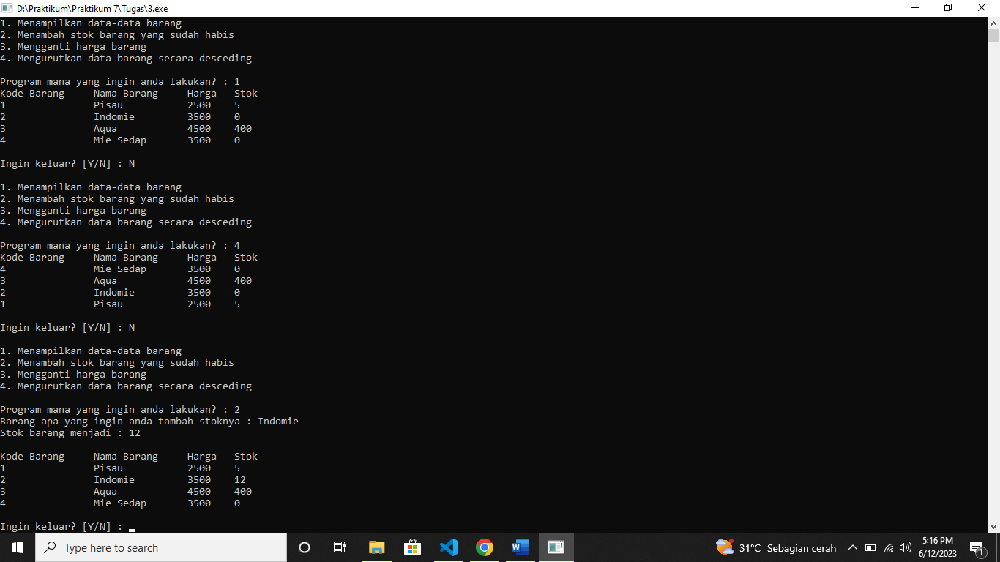 D:\Praktikum\Praktikum 7\Tugas\3.exe
1. Menampilkan data-data barang
2. Menambah stok barang yang sudah habis
3. Mengganti harga barang
4. Mengurutkan data barang secara desceding
Program mana yang ingin anda lakukan? : 1
Kode Barang Nama Barang Harga Stok
1 Pisau 2500 5
2 Indomie 3500 0
3 Aqua 4500 400
4 Mie Sedap 3500 0
Ingin keluar? [Y/N] : N
1. Menampilkan data-data barang
2. Menambah stok barang yang sudah habis
3. Mengganti harga barang
4. Mengurutkan data barang secara desceding
Program mana yang ingin anda lakukan? : 4
Kode Barang Nama Barang Harga Stok
4 Mie Sedap 3500 0
3 Aqua 4500 400
2 Indomie 3500 0
1 Pisau 2500 5
Ingin keluar? [Y/N] : N
1. Menampilkan data-data barang
2. Menambah stok barang yang sudah habis
3. Mengganti harga barang
4. Mengurutkan data barang secara desceding
Program mana yang ingin anda lakukan? : 2
Barang apa yang ingin anda tambah stoknya : Indomie
Stok barang menjadi : 12
Kode Barang Nama Barang Harga Stok
1 Pisau 2500 5
2 Indomie 3500 12
3 Aqua 4500 400
4 Mie Sedap 3500 0
Ingin keluar? [Y/N] :
Type here to search
31°C Sebagian cerah
5:16 PM
6/12/2023
1